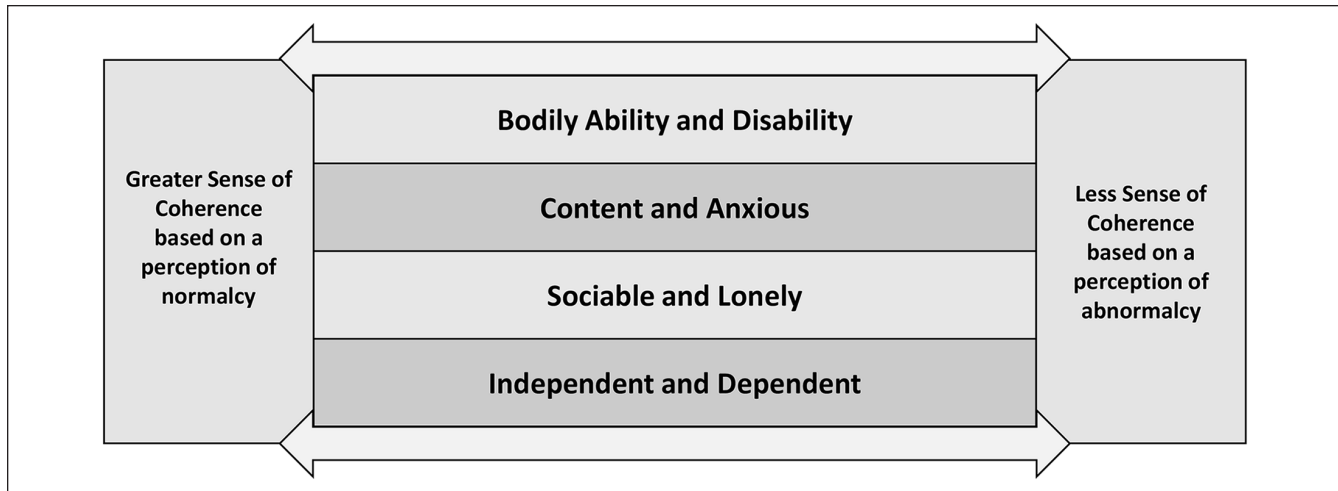 Greater Sense of
Coherence
based on a
perception of
normalcy
Bodily Ability and Disability
Content and Anxious
Sociable and Lonely
Independent and Dependent
Less Sense of
Coherence
based on a
perception of
abnormalcy